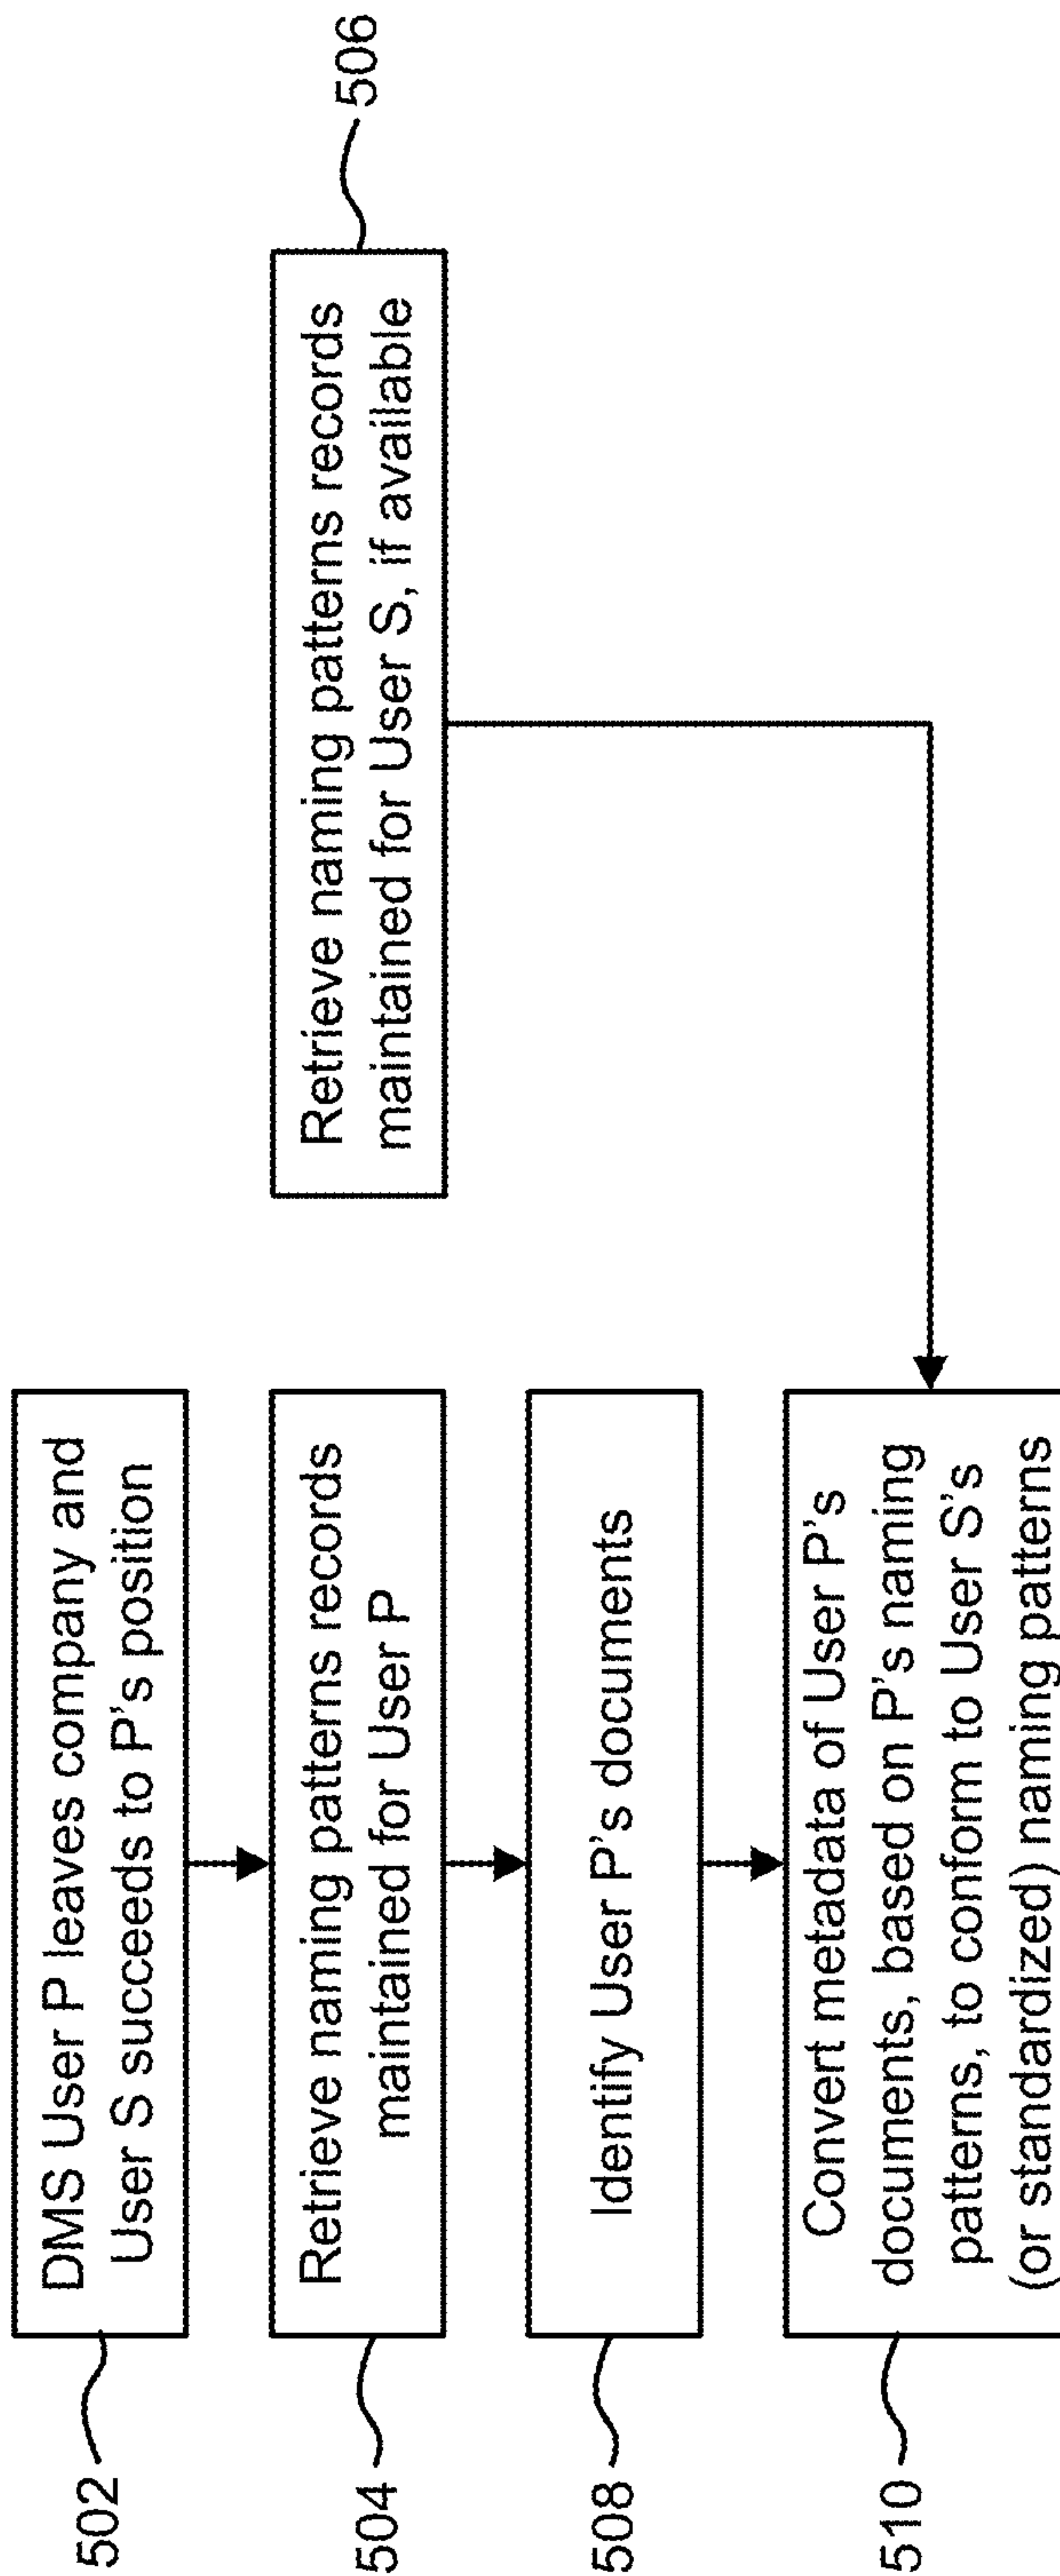 502
DMS User P leaves company and
User S succeeds to P's position
504
Retrieve naming patterns records
maintained for User P
Retrieve naming patterns records
maintained for User S, if available
506
508
Identify User P's documents
510
Convert metadata of User P's
documents, based on P's naming
patterns, to conform to User S's
(or standardized) naming patterns